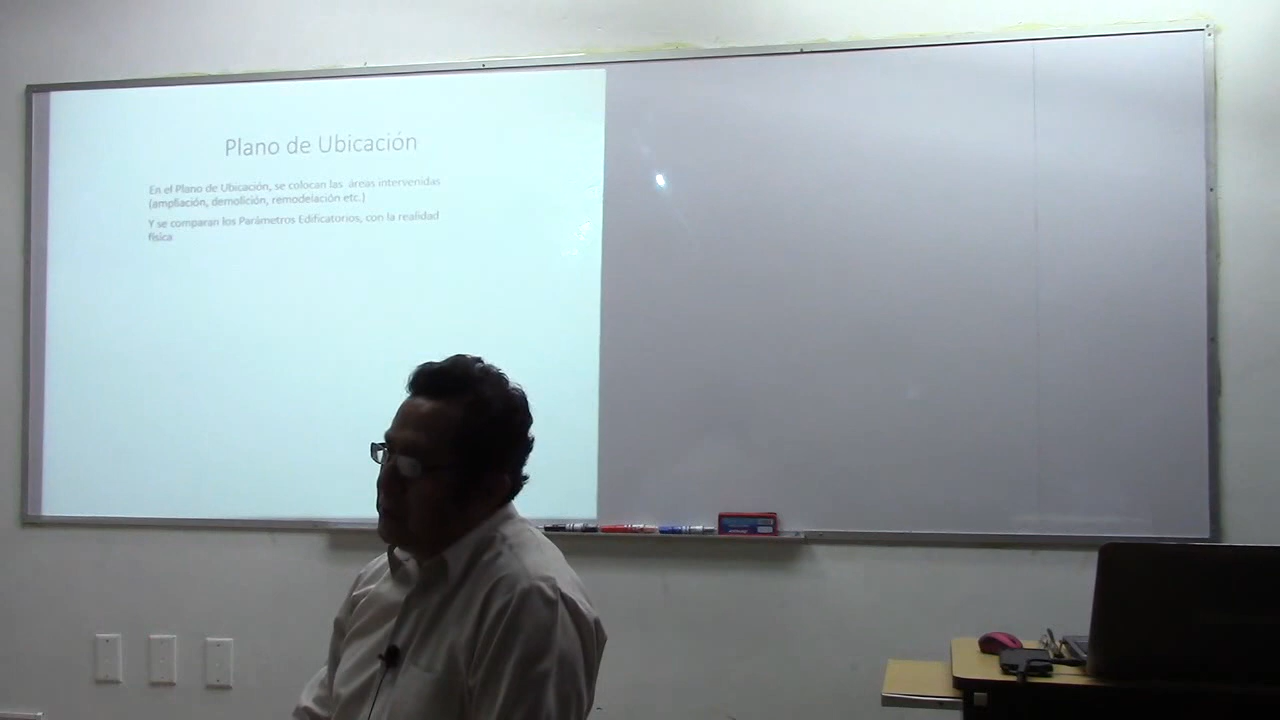 Plano de Ubicación
En el Plano de Ubicación, se colocan las áreas intervenidas
(ampliación, demolición, remodelación etc.)
Y se comparan los Parámetros Edificatorios, con la realidad
física